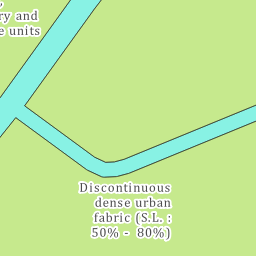 ry and
e units
Discontinuous
dense urban
fabric (S.L. :
50% - 80%)